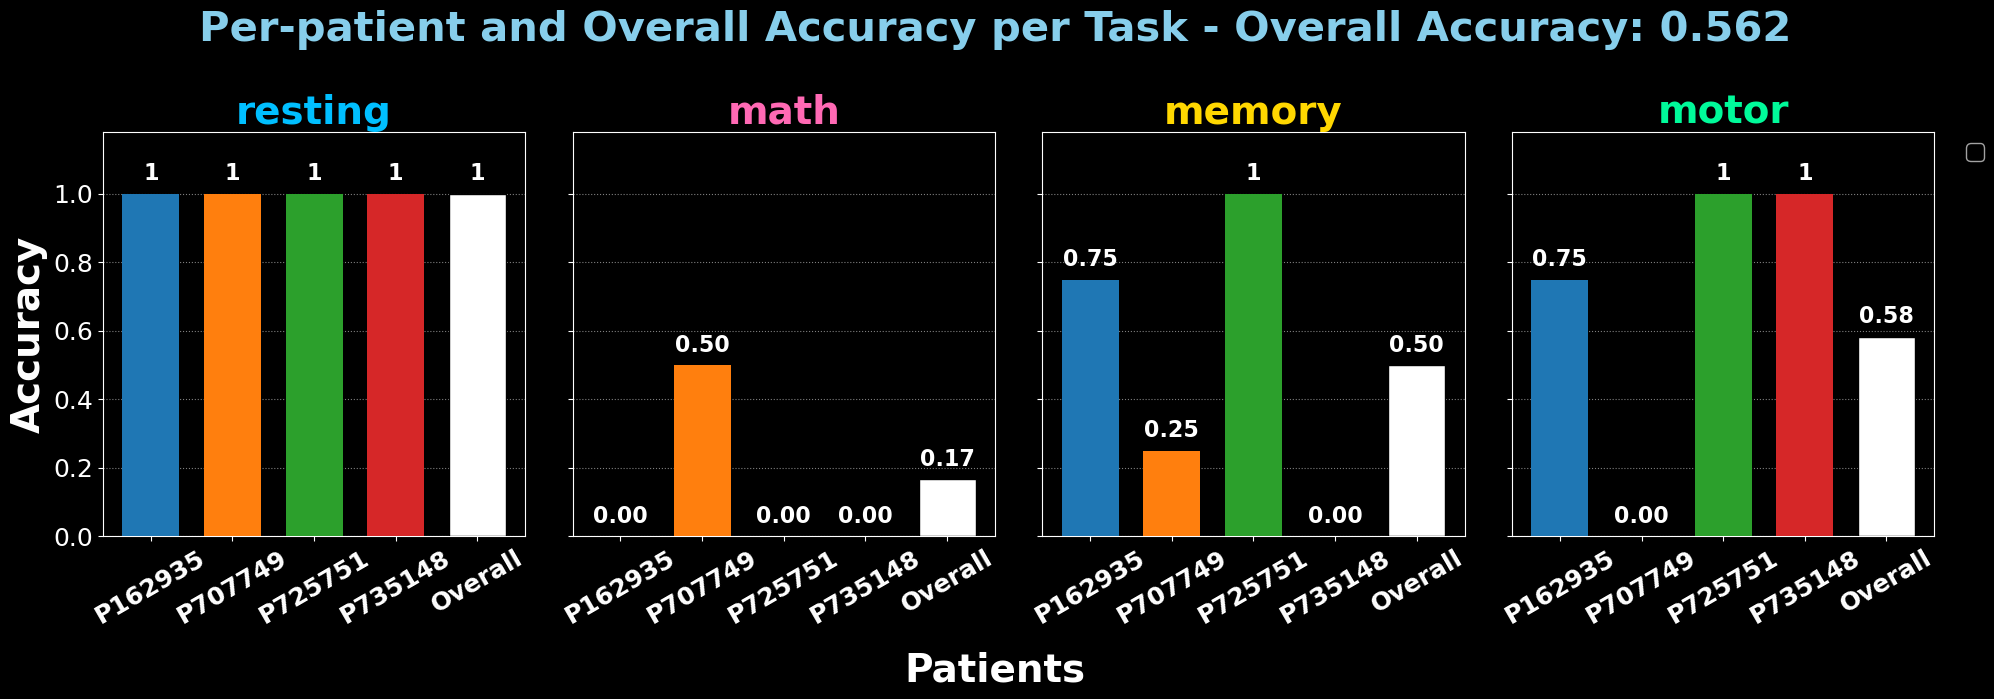 Per-patient and Overall Accuracy per Task - Overall Accuracy: 0.562
resting
math
memory
motor
Accuracy
1.0
0.8
0.6
0.4
0.2
0.0
1 1 1 1 1
P162935 P707749 P725751 P735148 Overall
0.00 0.50 0.00 0.00 0.17
P162935 P707749 P725751 P735148 Overall
0.75 0.25 1 0.00 0.50
P162935 P707749 P725751 P735148 Overall
0.75 0.00 1 1 0.58
P162935 P707749 P725751 P735148 Overall
Patients